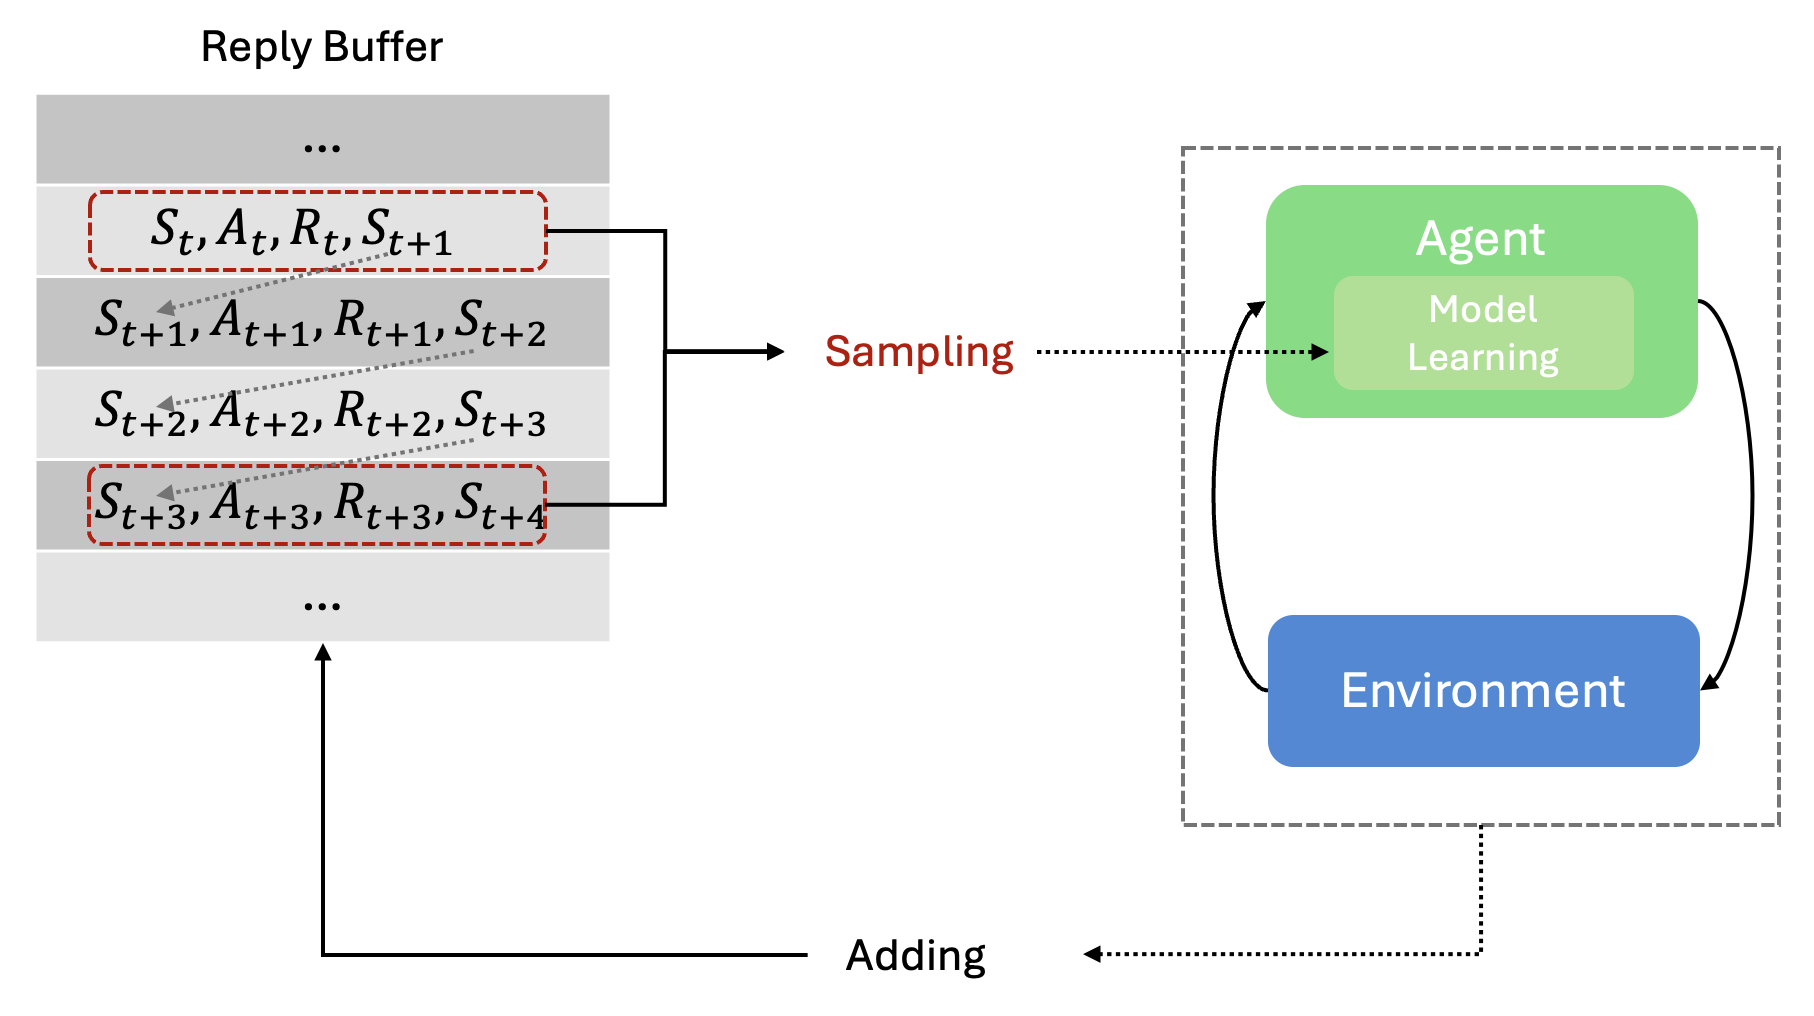 Reply Buffer
...
S_t, A_t, R_t, S_{t+1}
S_{t+1}, A_{t+1}, R_{t+1}, S_{t+2}
S_{t+2}, A_{t+2}, R_{t+2}, S_{t+3}
S_{t+3}, A_{t+3}, R_{t+3}, S_{t+4}
...
Sampling
Agent
Model
Learning
Environment
Adding